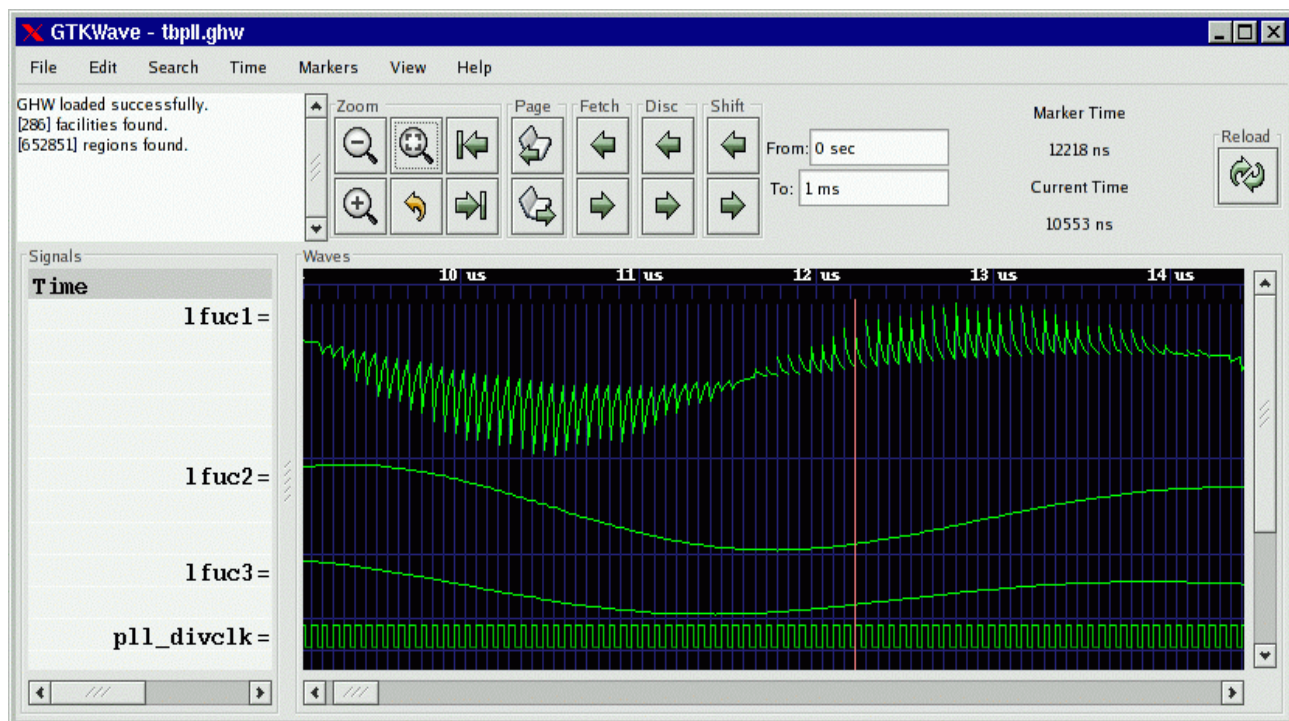 GTKWave - tbpll.ghw
File Edit Search Time Markers View Help
GHW loaded successfully.
[286] facilities found.
[652851] regions found.
Zoom Page Fetch Disc Shift
From: 0 sec
To: 1 ms
Marker Time
12218 ns
Current Time
10553 ns
Reload
Signals
Time
lfuc1=
lfuc2=
lfuc3=
pll_divclk=
Waves
10 us 11 us 12 us 13 us 14 us